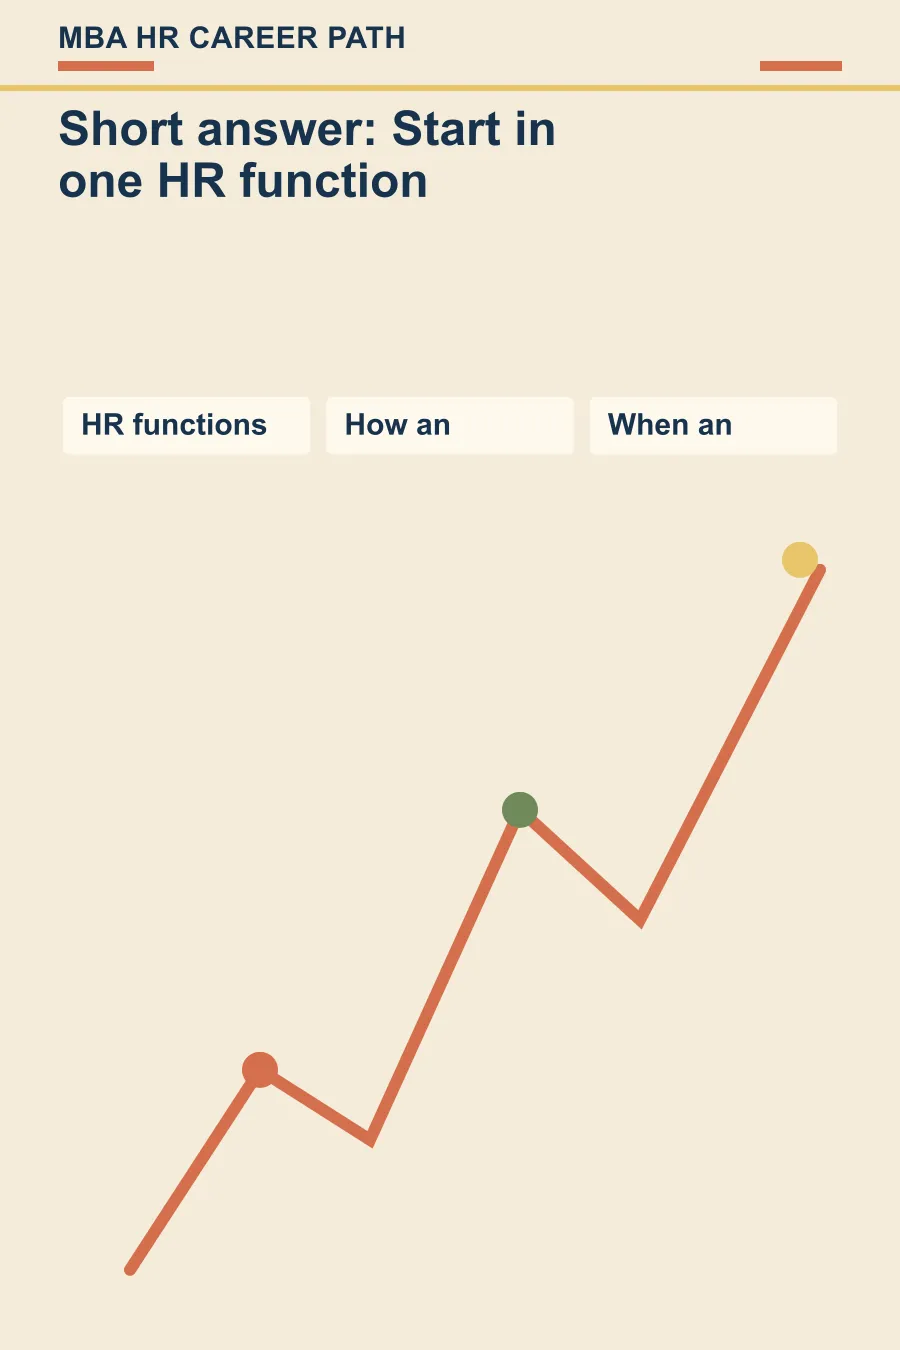 MBA HR CAREER PATH
Short answer: Start in
one HR function
HR functions
How an
When an